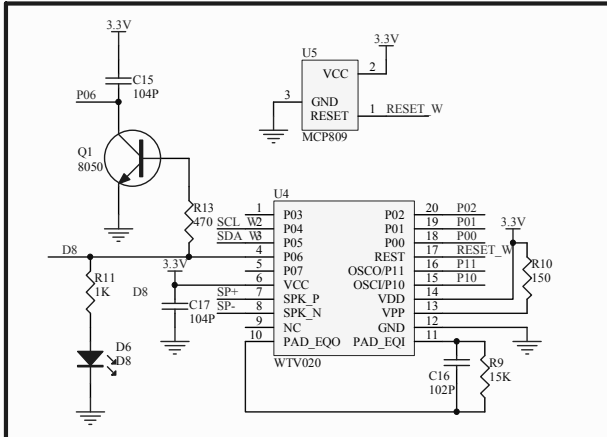 3.3V
C15
104P
P06
Q1
8050
U5
3.3V
VCC
2
3
GND
RESET
1
RESET_W
MCP809
R13
470
U4
1
P03
P02
20
P02
SCL_W
2
P04
P01
19
P01
SDA_W
3
P05
P00
18
P00
3.3V
D8
4
P06
REST
17
RESET_W
5
P07
OSCO/P11
16
P11
3.3V
6
VCC
OSCI/P10
15
P10
R10
150
R11
1K
D8
SP+
7
SPK_P
VDD
14
C17
104P
SP-
8
SPK_N
VPP
13
9
NC
GND
12
10
PAD_EQO
PAD_EQI
11
WTV020
D6
D8
C16
102P
R9
15K